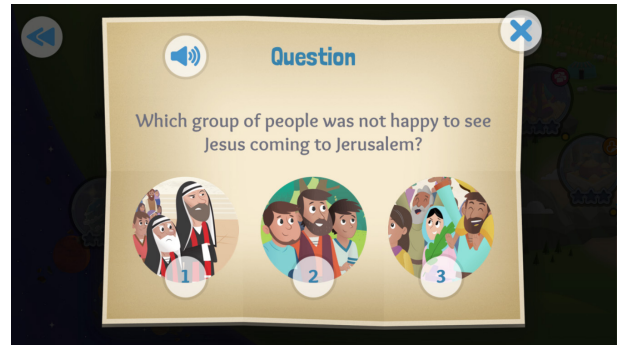 Question
Which group of people was not happy to see
Jesus coming to Jerusalem?
1
2
3